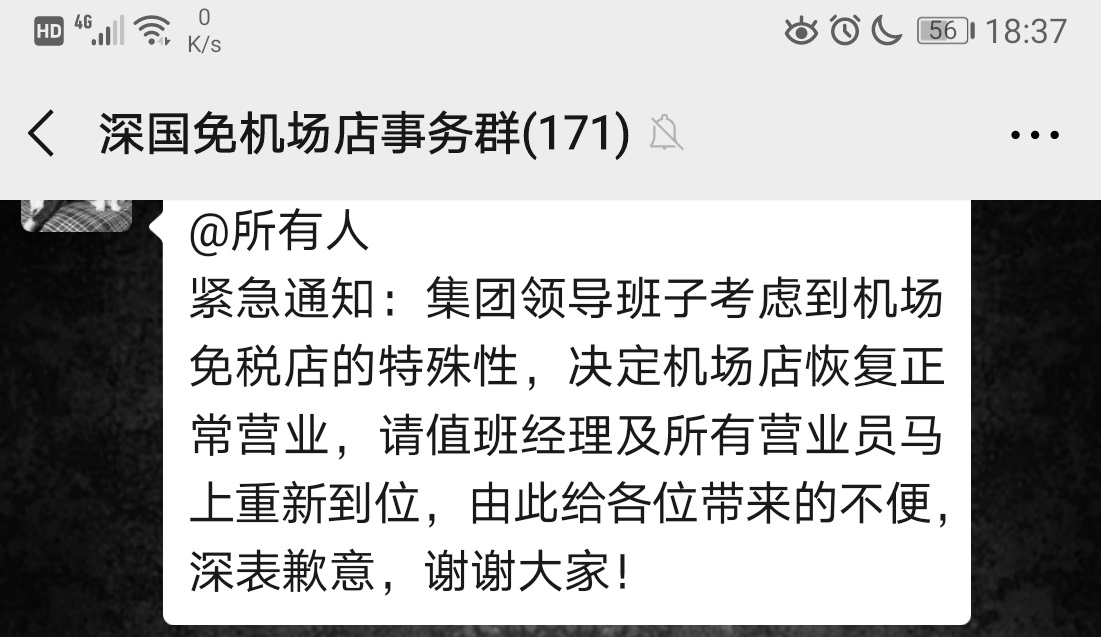 HD 4G 0 K/s 56 18:37
深国免机场店事务群(171)
@所有人
紧急通知：集团领导班子考虑到机场
免税店的特殊性，决定机场店恢复正
常营业，请值班经理及所有营业员马
上重新到位，由此给各位带来的不便，
深表歉意，谢谢大家！